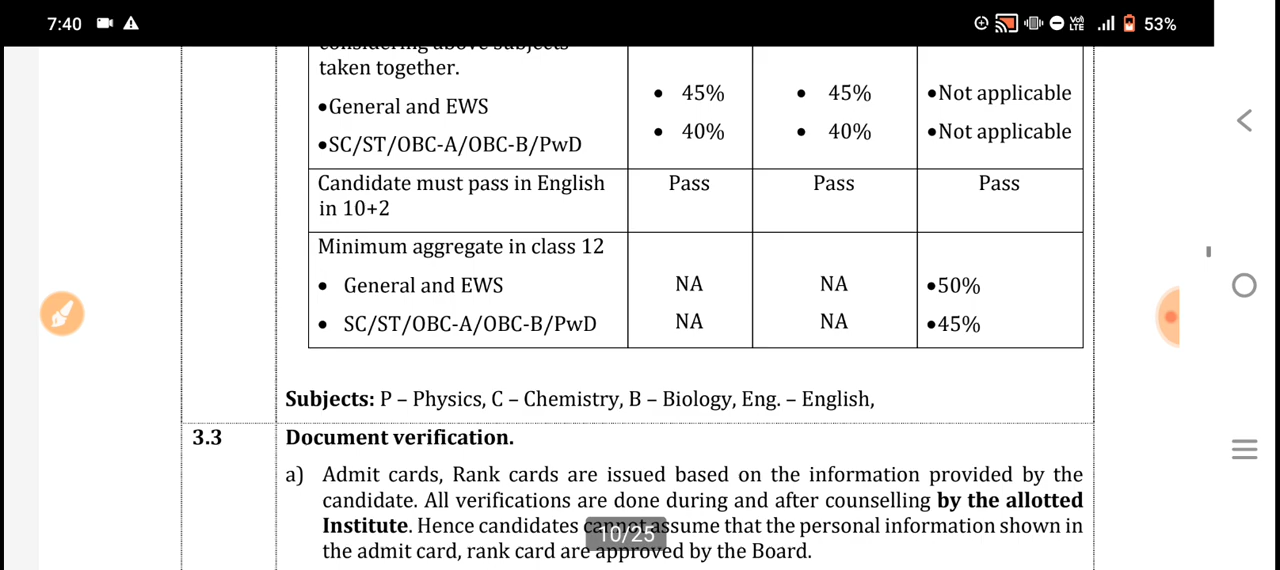 7:40
VoD LTE 53%
considering above subjects
taken together.
•General and EWS • 45% • 45% •Not applicable
•SC/ST/OBC-A/OBC-B/PwD • 40% • 40% •Not applicable
Candidate must pass in English in 10+2 Pass Pass Pass
Minimum aggregate in class 12
• General and EWS NA NA •50%
• SC/ST/OBC-A/OBC-B/PwD NA NA •45%
Subjects: P – Physics, C – Chemistry, B – Biology, Eng. – English,
3.3 Document verification.
a) Admit cards, Rank cards are issued based on the information provided by the
candidate. All verifications are done during and after counselling by the allotted
Institute. Hence candidates cannot assume that the personal information shown in
the admit card, rank card are approved by the Board.
10/25